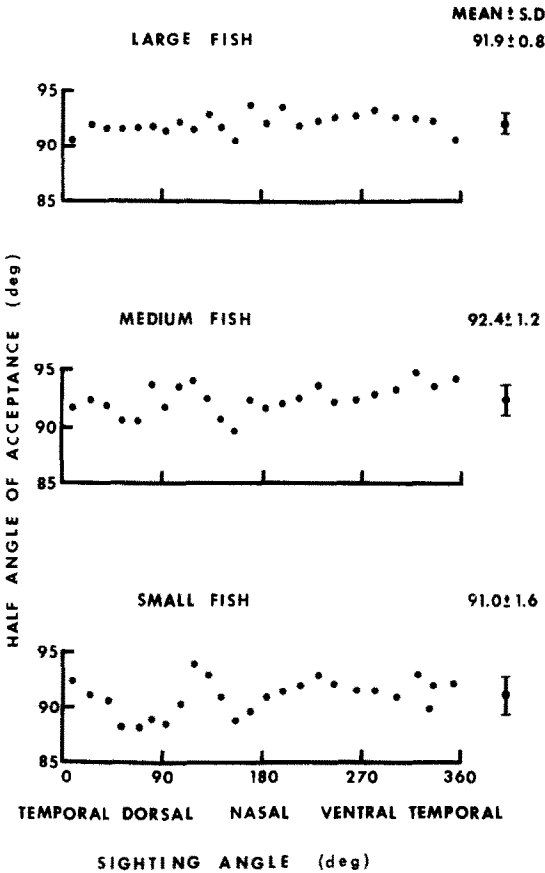 MEAN ± S.D
LARGE FISH 91.9 ± 0.8
95
90
85
MEDIUM FISH 92.4 ± 1.2
95
90
85
SMALL FISH 91.0 ± 1.6
95
90
85
0 90 180 270 360
TEMPORAL DORSAL NASAL VENTRAL TEMPORAL
SIGHTING ANGLE (deg)
HALF ANGLE OF ACCEPTANCE (deg)